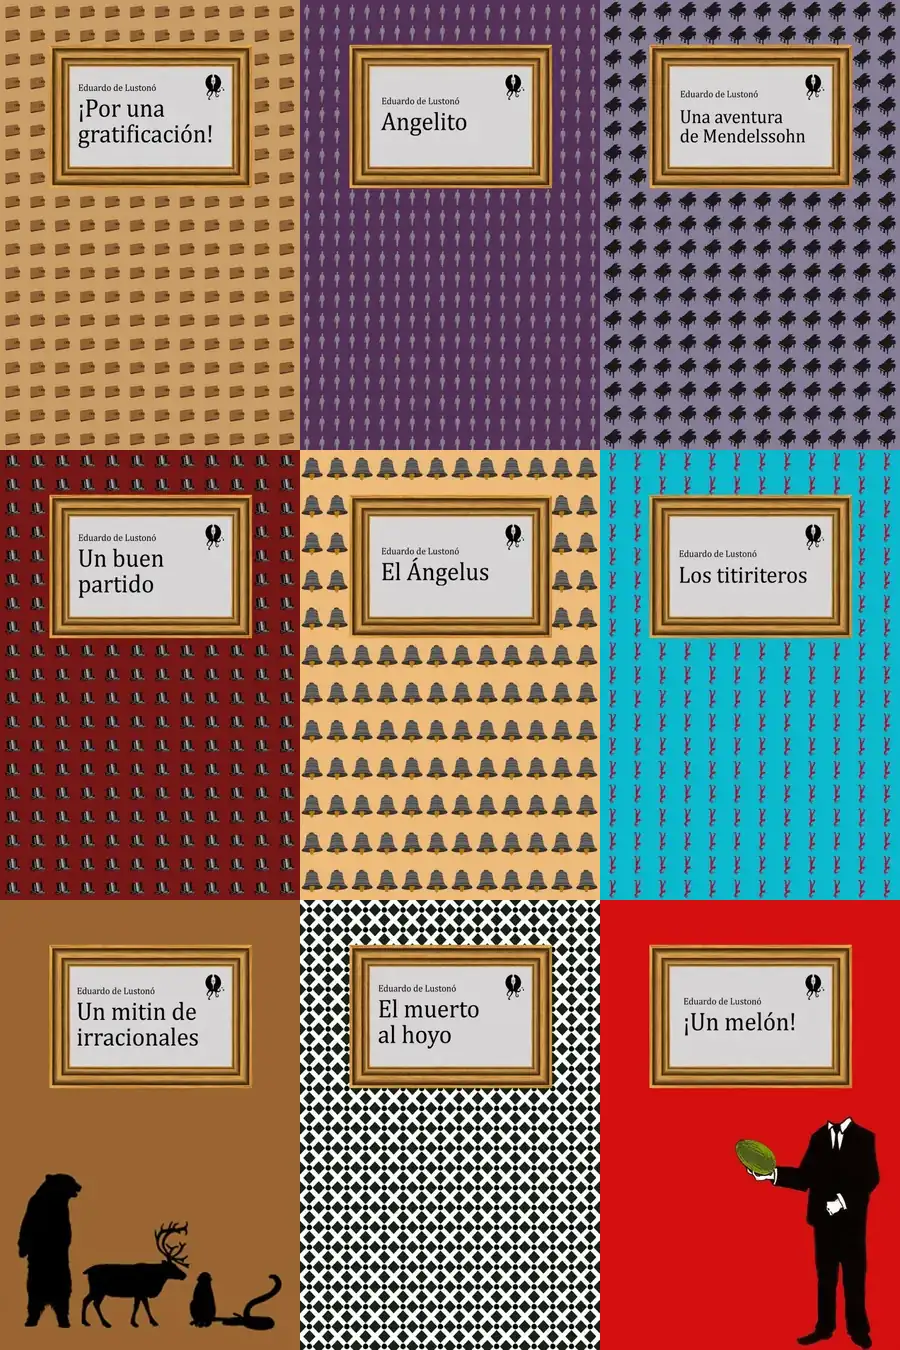 Eduardo de Lustonó
¡Por una
gratificación!
Eduardo de Lustonó
Angelito
Eduardo de Lustonó
Una aventura
de Mendelssohn
Eduardo de Lustonó
Un buen
partido
Eduardo de Lustonó
El Ángelus
Eduardo de Lustonó
Los titiriteros
Eduardo de Lustonó
Un mitin de
irracionales
Eduardo de Lustonó
El muerto
al hoyo
Eduardo de Lustonó
¡Un melón!